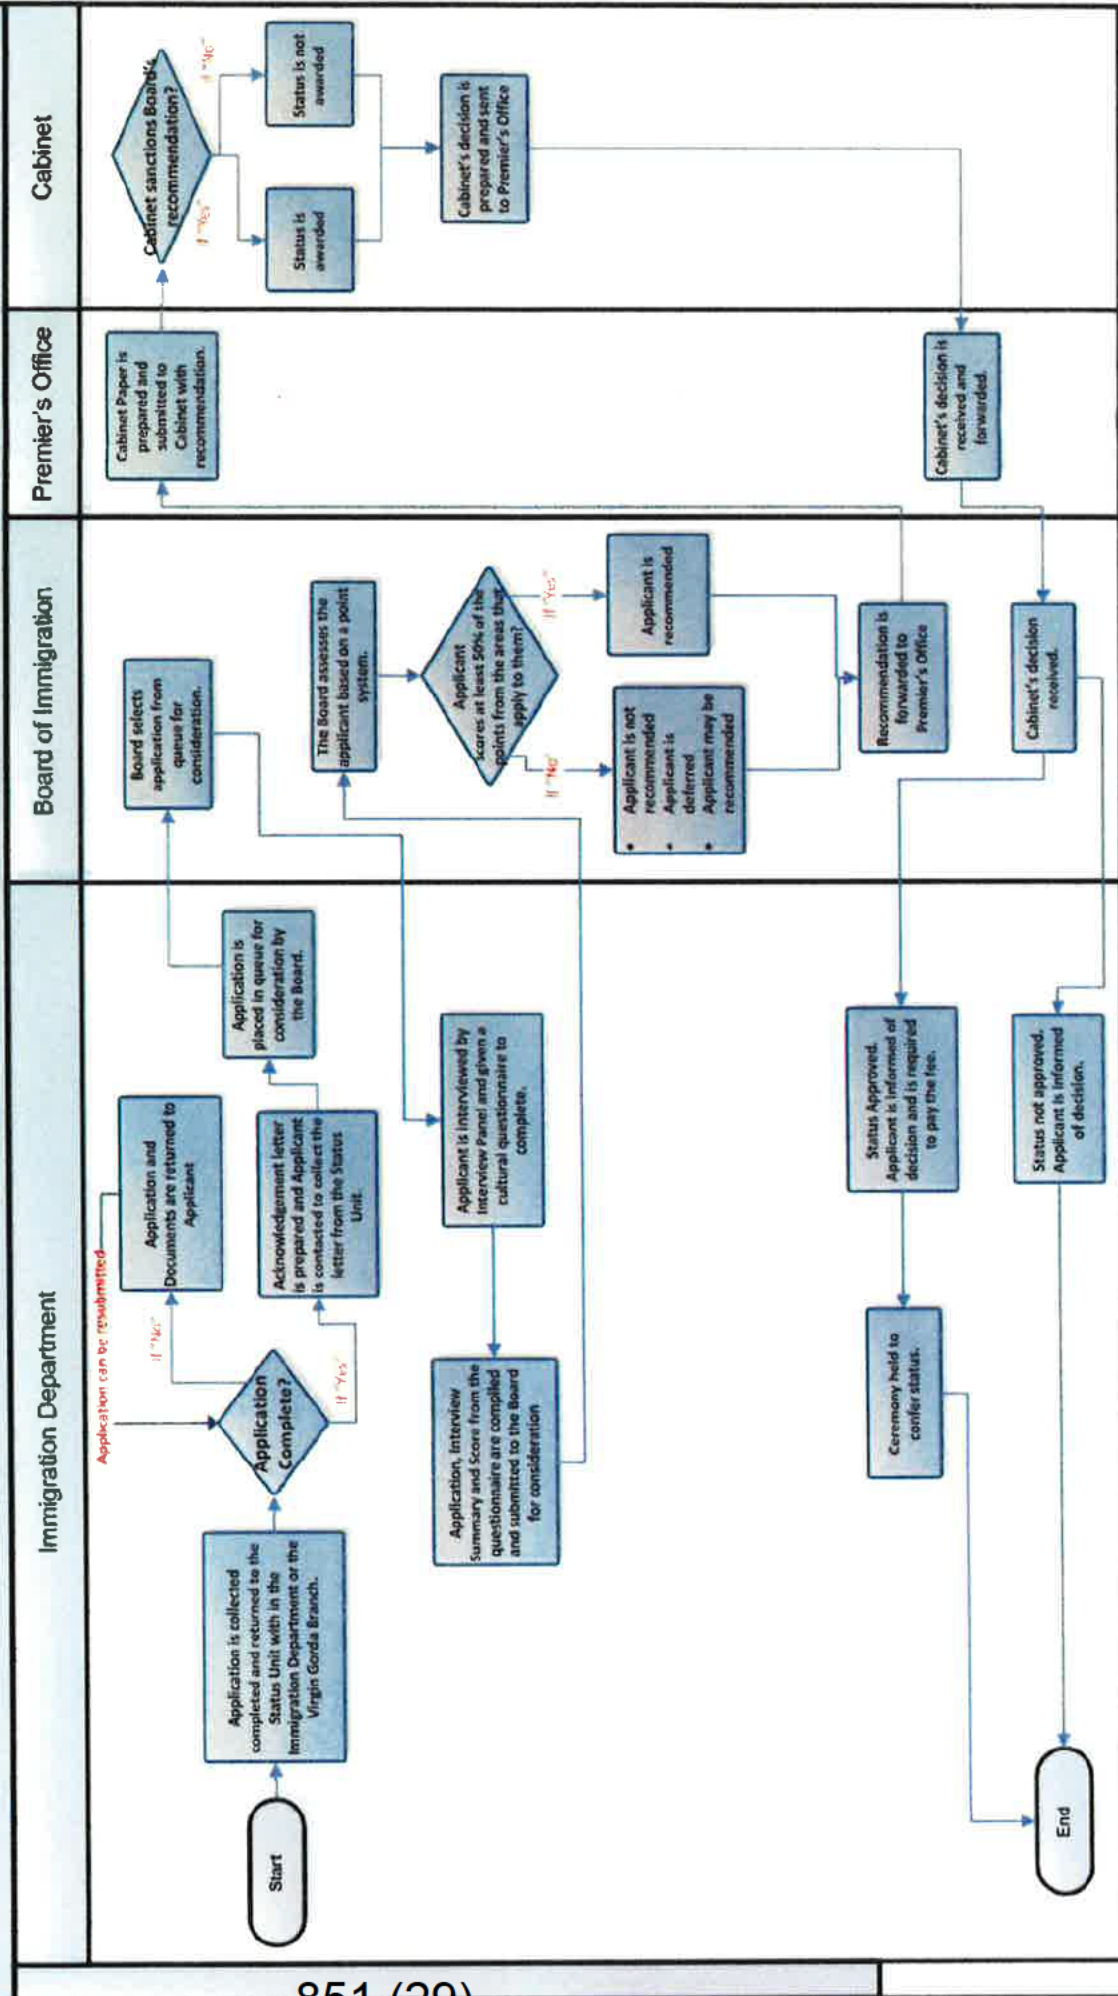 Immigration Department
Board of Immigration
Premier's Office
Cabinet
Start
Application is collected
completed and returned to the
Status Unit with in the
Immigration Department or the
Virgin Gorda Branch.
Application
Complete?
Application can be resubmitted
If "No"
If "Yes"
Application and
Documents are returned to
Applicant
Acknowledgement letter
is prepared and Applicant
is contacted to collect the
letter from the Status
Unit.
Application is
placed in queue for
consideration by
the Board.
Board selects
application from
queue for
consideration.
Applicant is interviewed by
Interview Panel and given a
cultural questionnaire to
complete.
Application, Interview
Summary and Score from the
questionnaire are complied
and submitted to the Board
for consideration
The Board assesses the
applicant based on a point
system.
Applicant
scores at least 50% of the
points from the areas that
apply to them?
If "No"
If "Yes"
• Applicant is not
recommended
• Applicant is
deferred
• Applicant may be
recommended
Applicant is
recommended
Recommendation is
forwarded to
Premier's Office
Cabinet Paper is
prepared and
submitted to
Cabinet with
recommendation.
Cabinet sanctions Board's
recommendation?
If "Yes"
If "No"
Status is
awarded
Status is not
awarded
Cabinet's decision is
prepared and sent
to Premier's Office
Cabinet's decision is
received and
forwarded.
Cabinet's decision
received.
Status Approved.
Applicant is informed of
decision and is required
to pay the fee.
Status not approved.
Applicant is informed
of decision.
Ceremony held to
confer status.
End
851 (29)